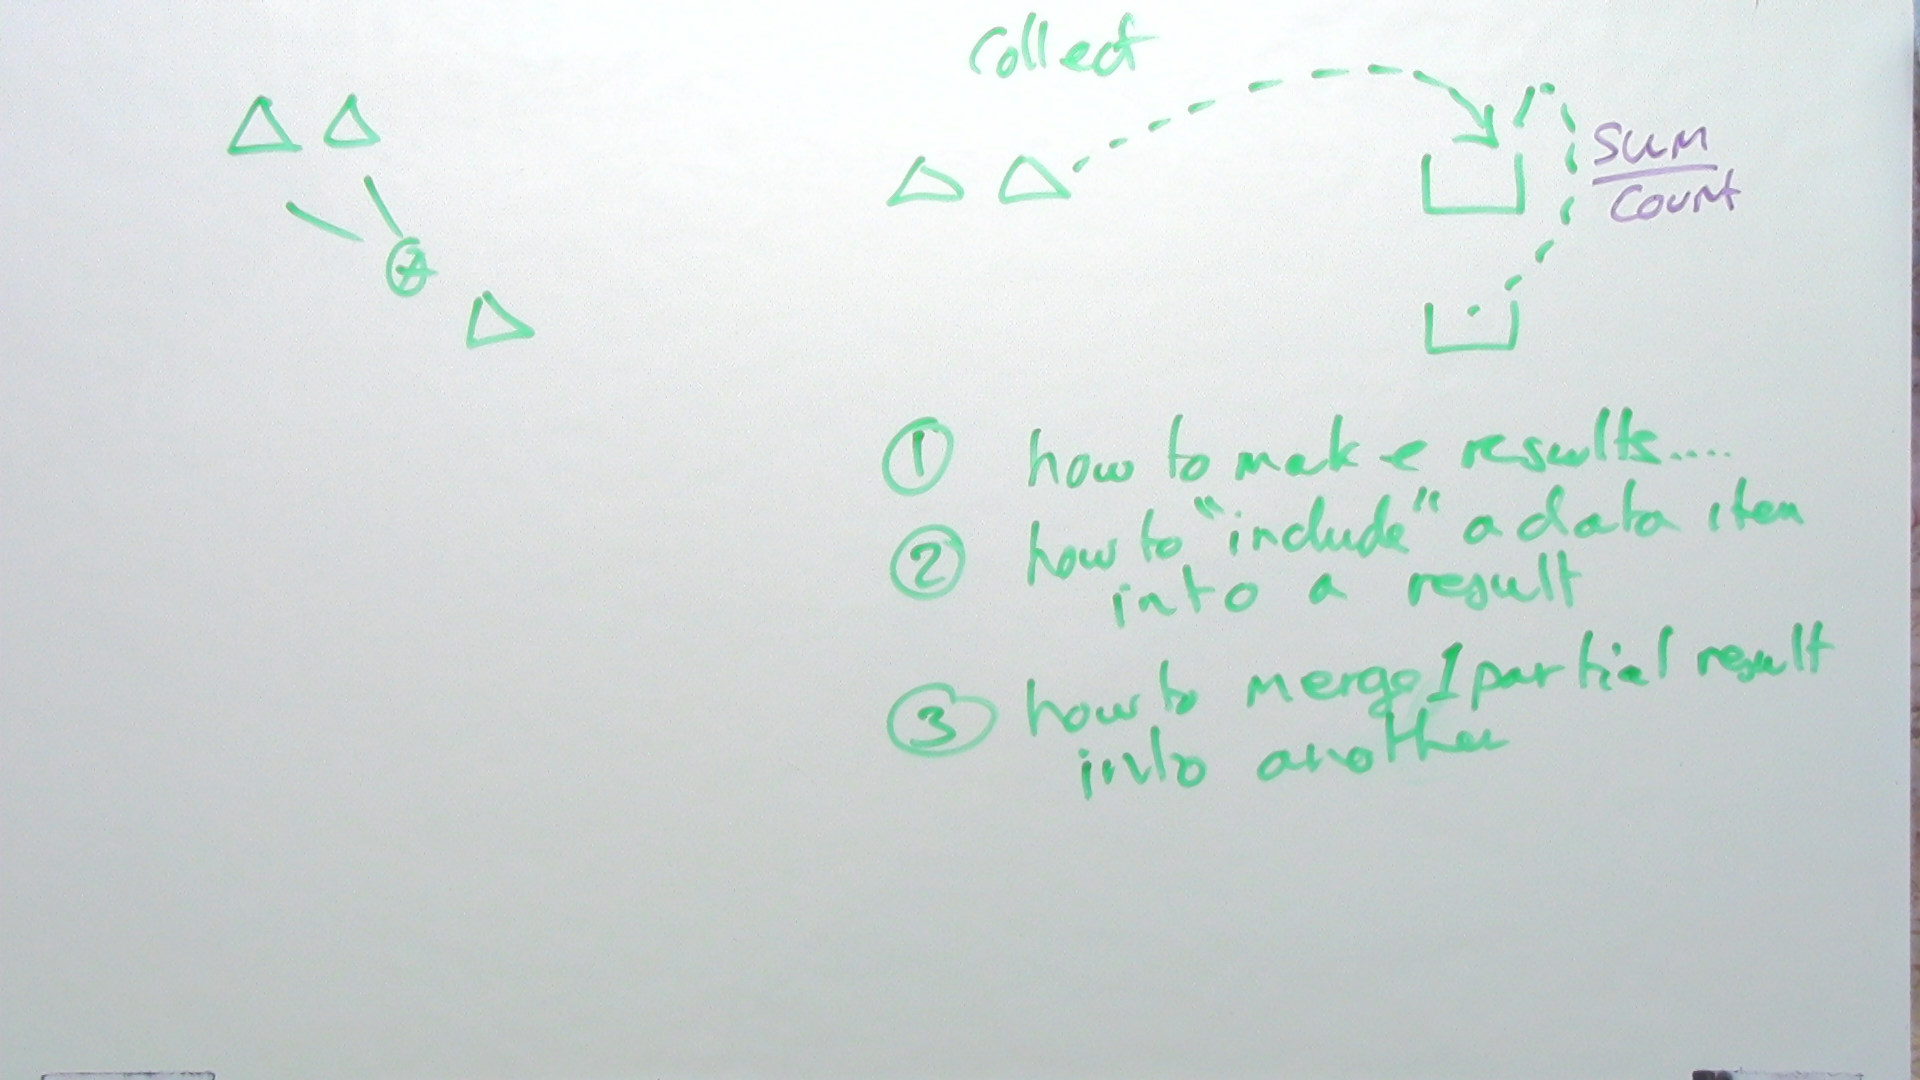 Collect
SUM
COUNT
① how to make results....
② how to "include" a data item
into a result
③ how to merge 1 partial result
into another